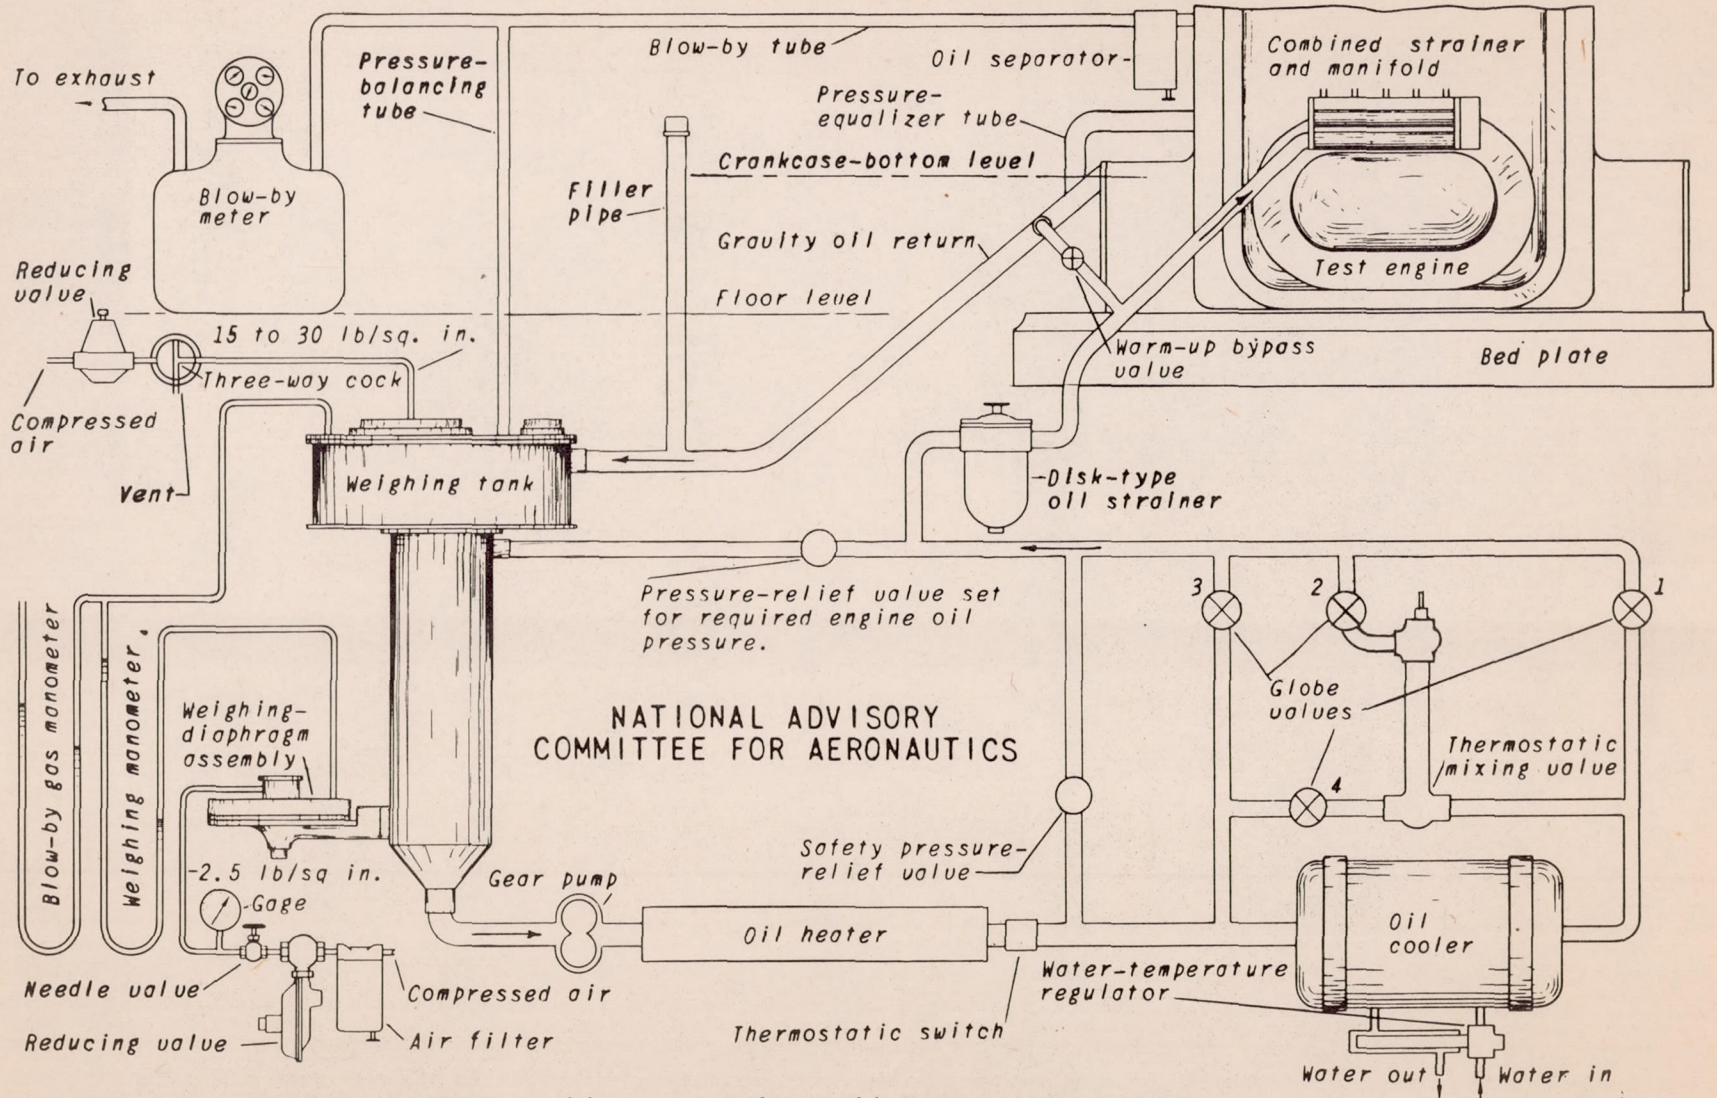 To exhaust
Pressure-
balancing
tube
Blow-by tube
Oil separator
Combined strainer
and manifold
Pressure-
equalizer tube
Crankcase-bottom level
Blow-by
meter
Filler
pipe
Gravity oil return
Test engine
Reducing
valve
Floor level
15 to 30 lb/sq. in.
Three-way cock
Warm-up bypass
valve
Bed plate
Compressed
air
Vent
Weighing tank
Disk-type
oil strainer
Pressure-relief valve set
for required engine oil
pressure.
3
2
1
Blow-by gas manometer
Weighing manometer
Weighing-
diaphragm
assembly
NATIONAL ADVISORY
COMMITTEE FOR AERONAUTICS
Globe
valves
Thermostatic
mixing valve
4
Safety pressure-
relief valve
2.5 lb/sq in.
Gage
Gear pump
Oil heater
Oil
cooler
Needle valve
Compressed air
Water-temperature
regulator
Reducing valve
Air filter
Thermostatic switch
Water out
Water in